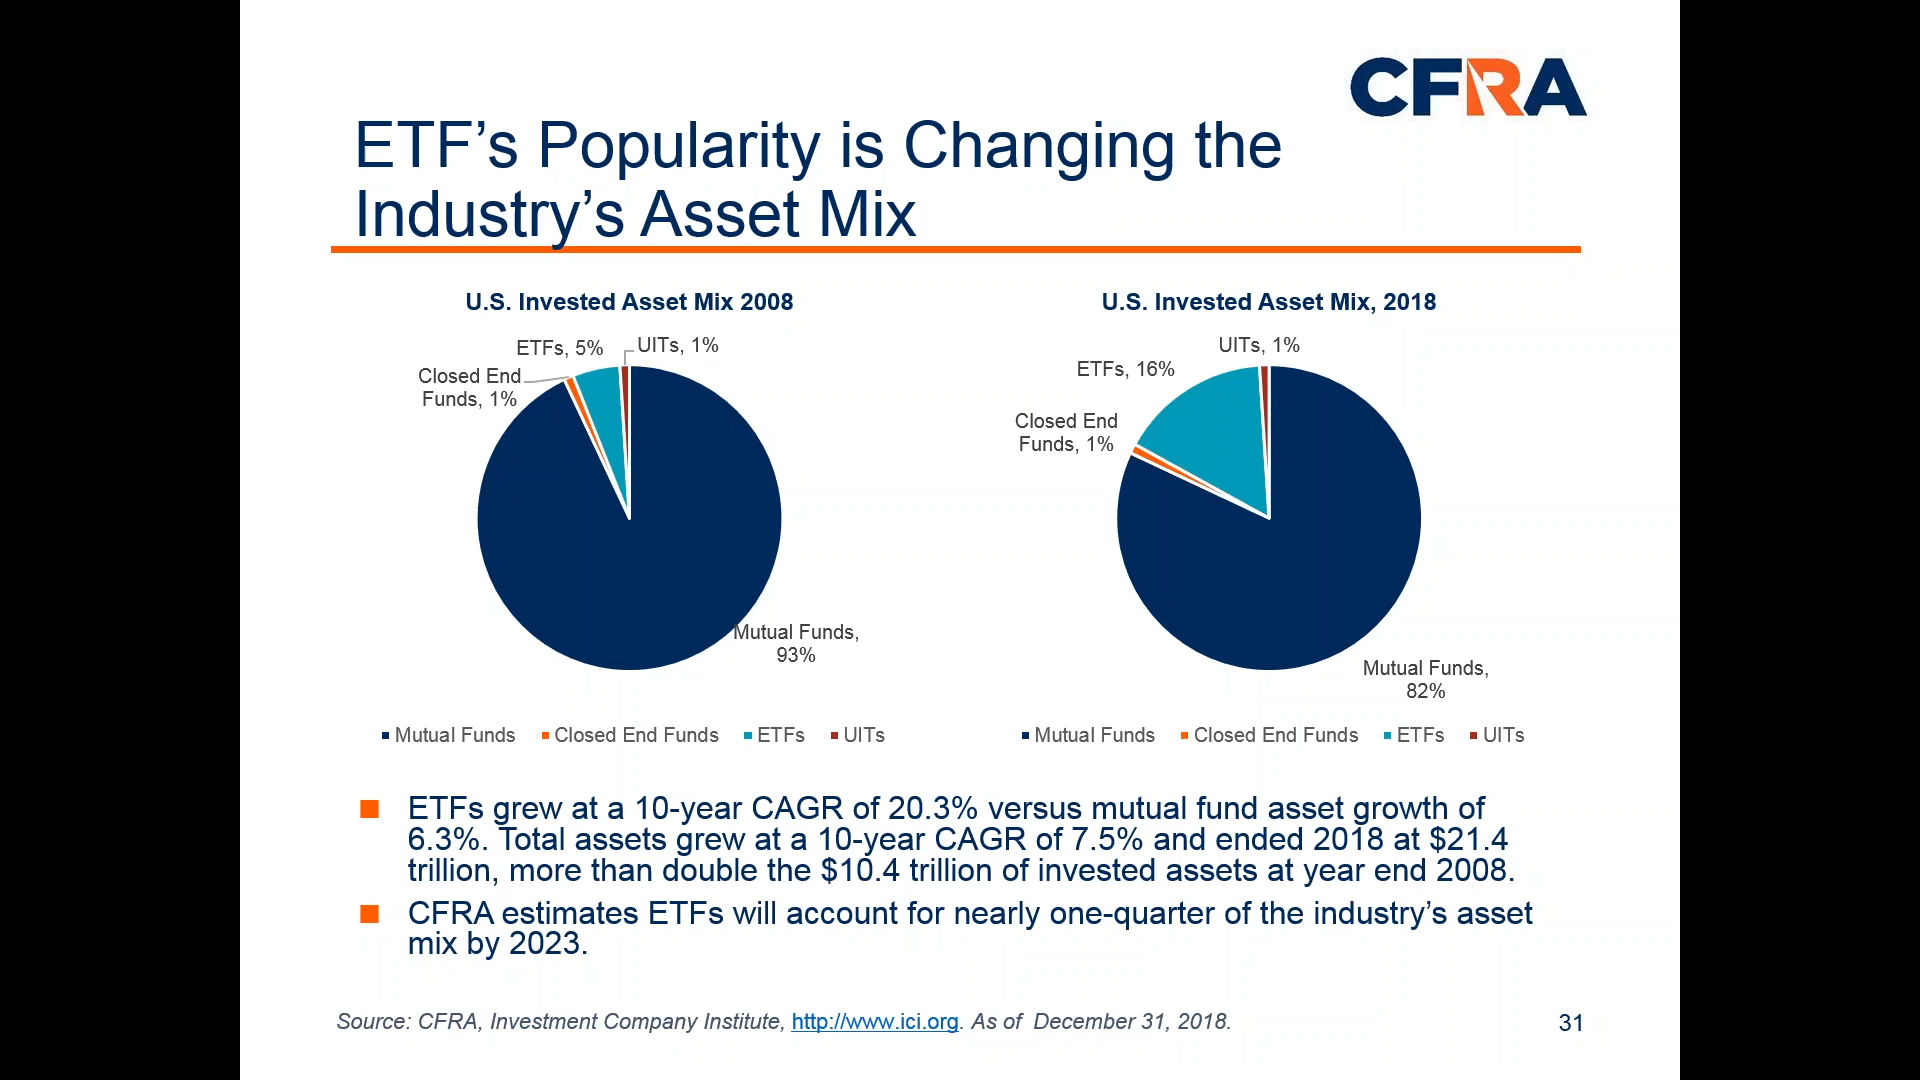 CFRA
ETF’s Popularity is Changing the
Industry’s Asset Mix
U.S. Invested Asset Mix 2008
ETFs, 5%
UITs, 1%
Closed End
Funds, 1%
Mutual Funds,
93%
Mutual Funds
Closed End Funds
ETFs
UITs
U.S. Invested Asset Mix, 2018
UITs, 1%
ETFs, 16%
Closed End
Funds, 1%
Mutual Funds,
82%
Mutual Funds
Closed End Funds
ETFs
UITs
ETFs grew at a 10-year CAGR of 20.3% versus mutual fund asset growth of
6.3%. Total assets grew at a 10-year CAGR of 7.5% and ended 2018 at $21.4
trillion, more than double the $10.4 trillion of invested assets at year end 2008.
CFRA estimates ETFs will account for nearly one-quarter of the industry’s asset
mix by 2023.
Source: CFRA, Investment Company Institute, http://www.ici.org. As of December 31, 2018.
31